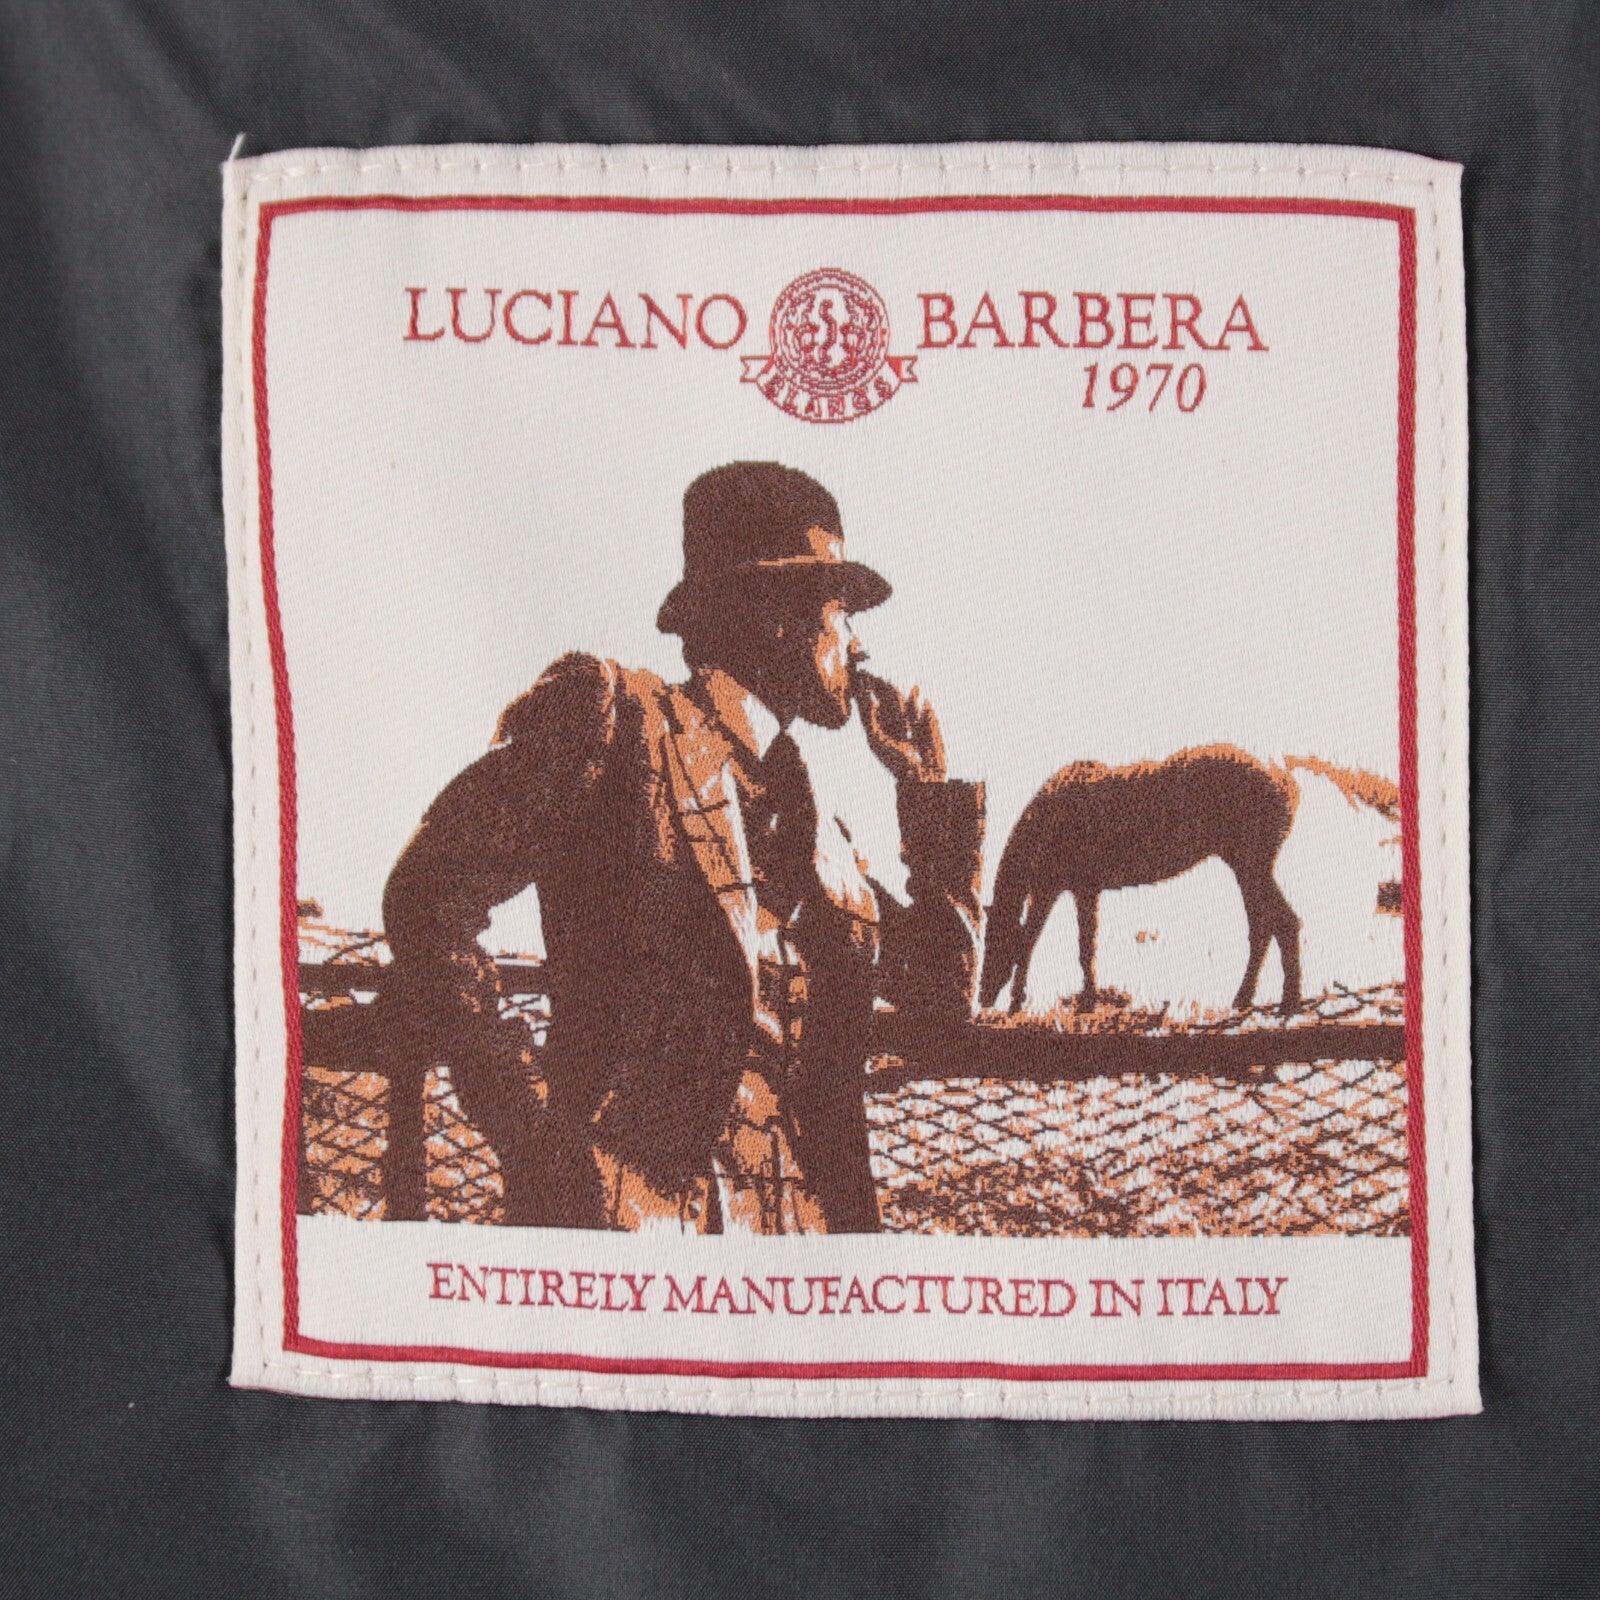 LUCIANO BARBERA
1970
ENTIRELY MANUFACTURED IN ITALY